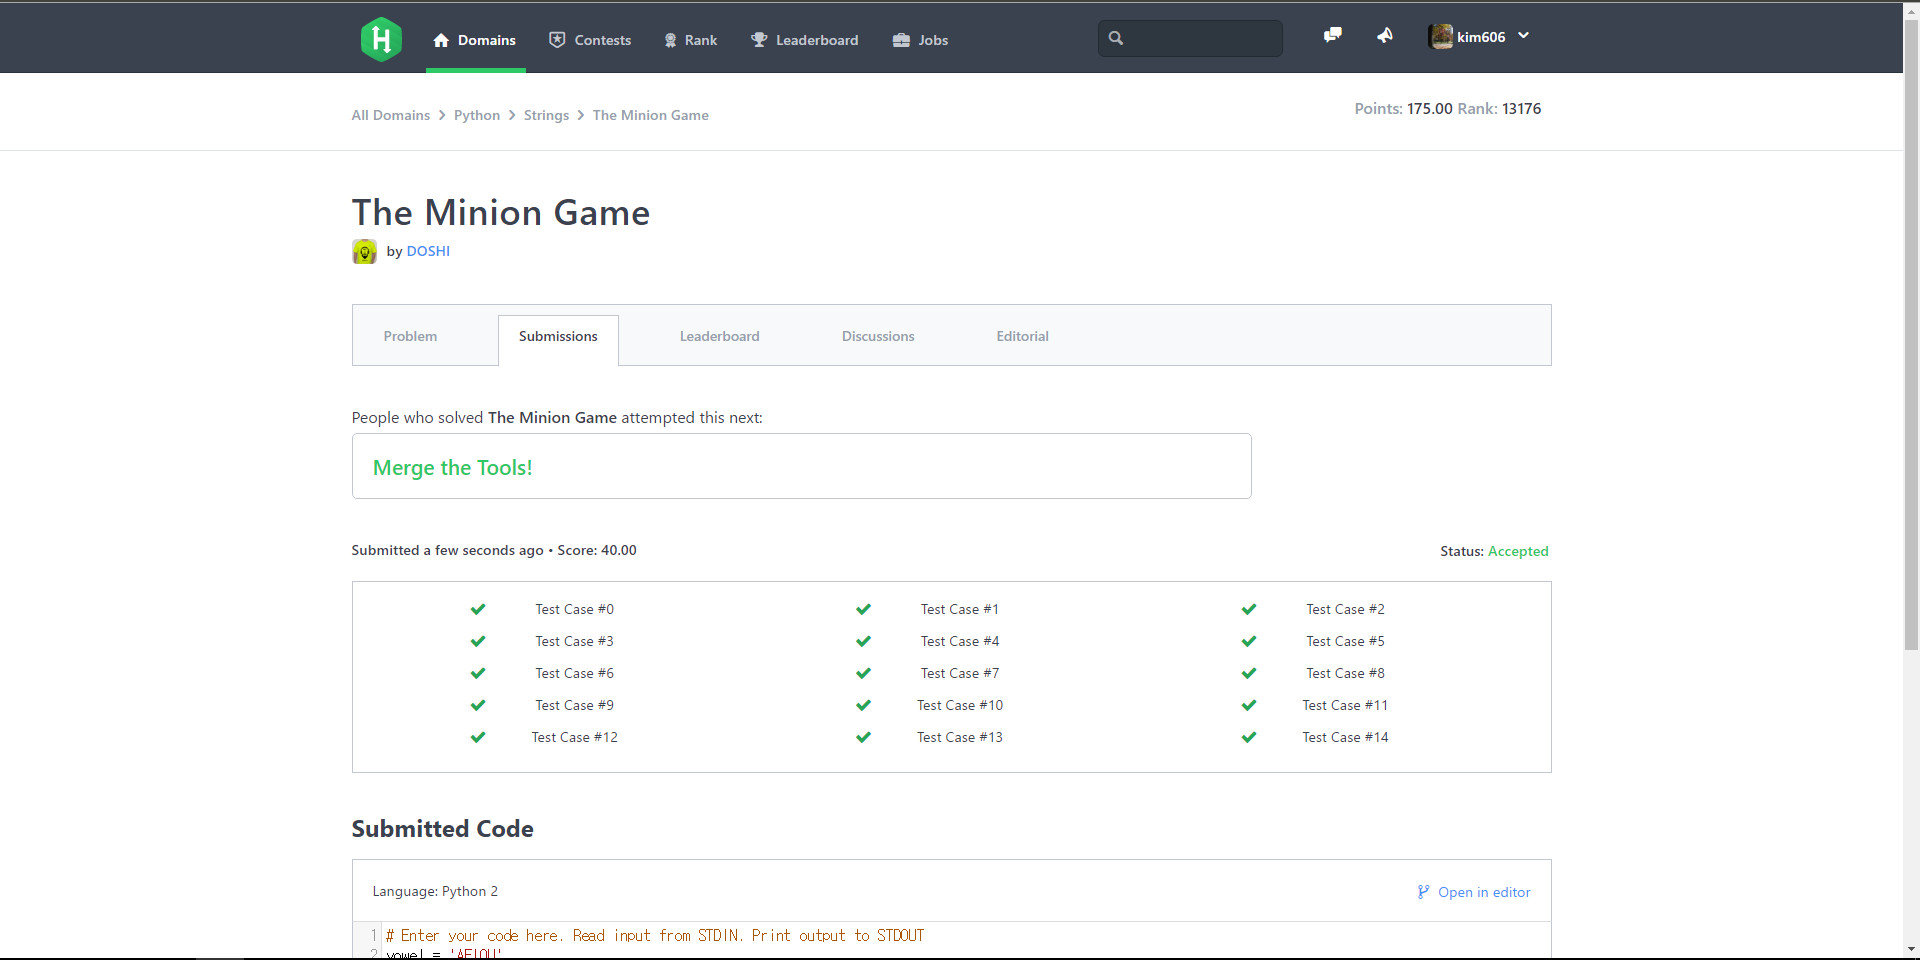 H Domains Contests Rank Leaderboard Jobs kim606
All Domains Python Strings The Minion Game Points: 175.00 Rank: 13176
The Minion Game
by DOSHI
Problem Submissions Leaderboard Discussions Editorial
People who solved The Minion Game attempted this next:
Merge the Tools!
Submitted a few seconds ago • Score: 40.00 Status: Accepted
Test Case #0 Test Case #1 Test Case #2
Test Case #3 Test Case #4 Test Case #5
Test Case #6 Test Case #7 Test Case #8
Test Case #9 Test Case #10 Test Case #11
Test Case #12 Test Case #13 Test Case #14
Submitted Code
Language: Python 2 Open in editor
1 # Enter your code here. Read input from STDIN. Print output to STDOUT
2 vowel = 'AEIOU'